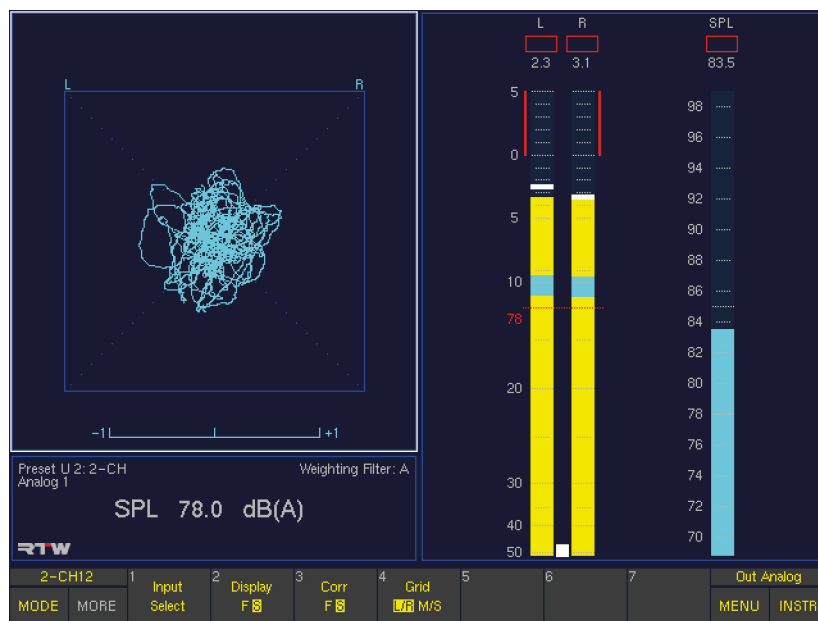 L R
-1 +1
Preset U 2: 2-CH Weighting Filter: A
Analog 1
SPL 78.0 dB(A)
RTW
L R SPL
2.3 3.1 83.5
5
0
5
10
78
20
30
40
50
98
96
94
92
90
88
86
84
82
80
78
76
74
72
70
2-CH12 1 Input 2 Display 3 Corr 4 Grid 5 6 7 Out Analog
MODE MORE Select F S F S L/R M/S MENU INSTR